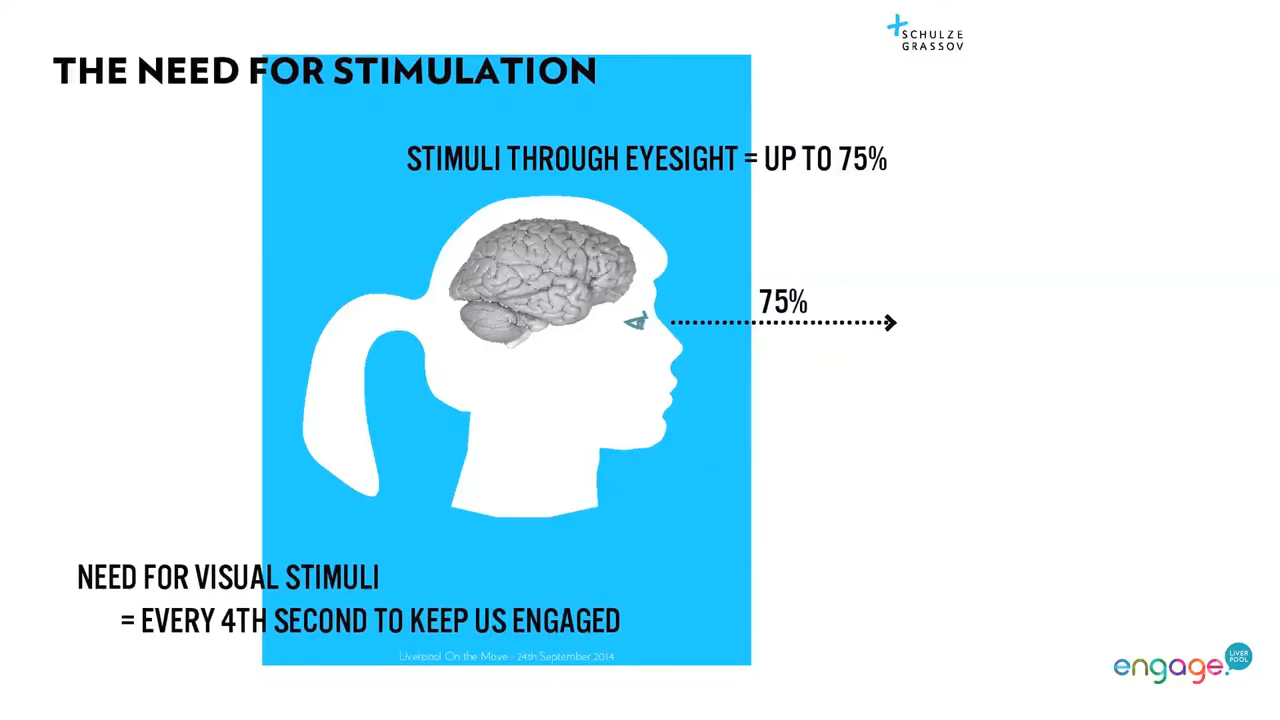 +SCHULZE
GRASSOV
THE NEED FOR STIMULATION
STIMULI THROUGH EYESIGHT = UP TO 75%
75%
NEED FOR VISUAL STIMULI
= EVERY 4TH SECOND TO KEEP US ENGAGED
Liverpool On the Move - 24th September 2014
engage.
LIVER
POOL